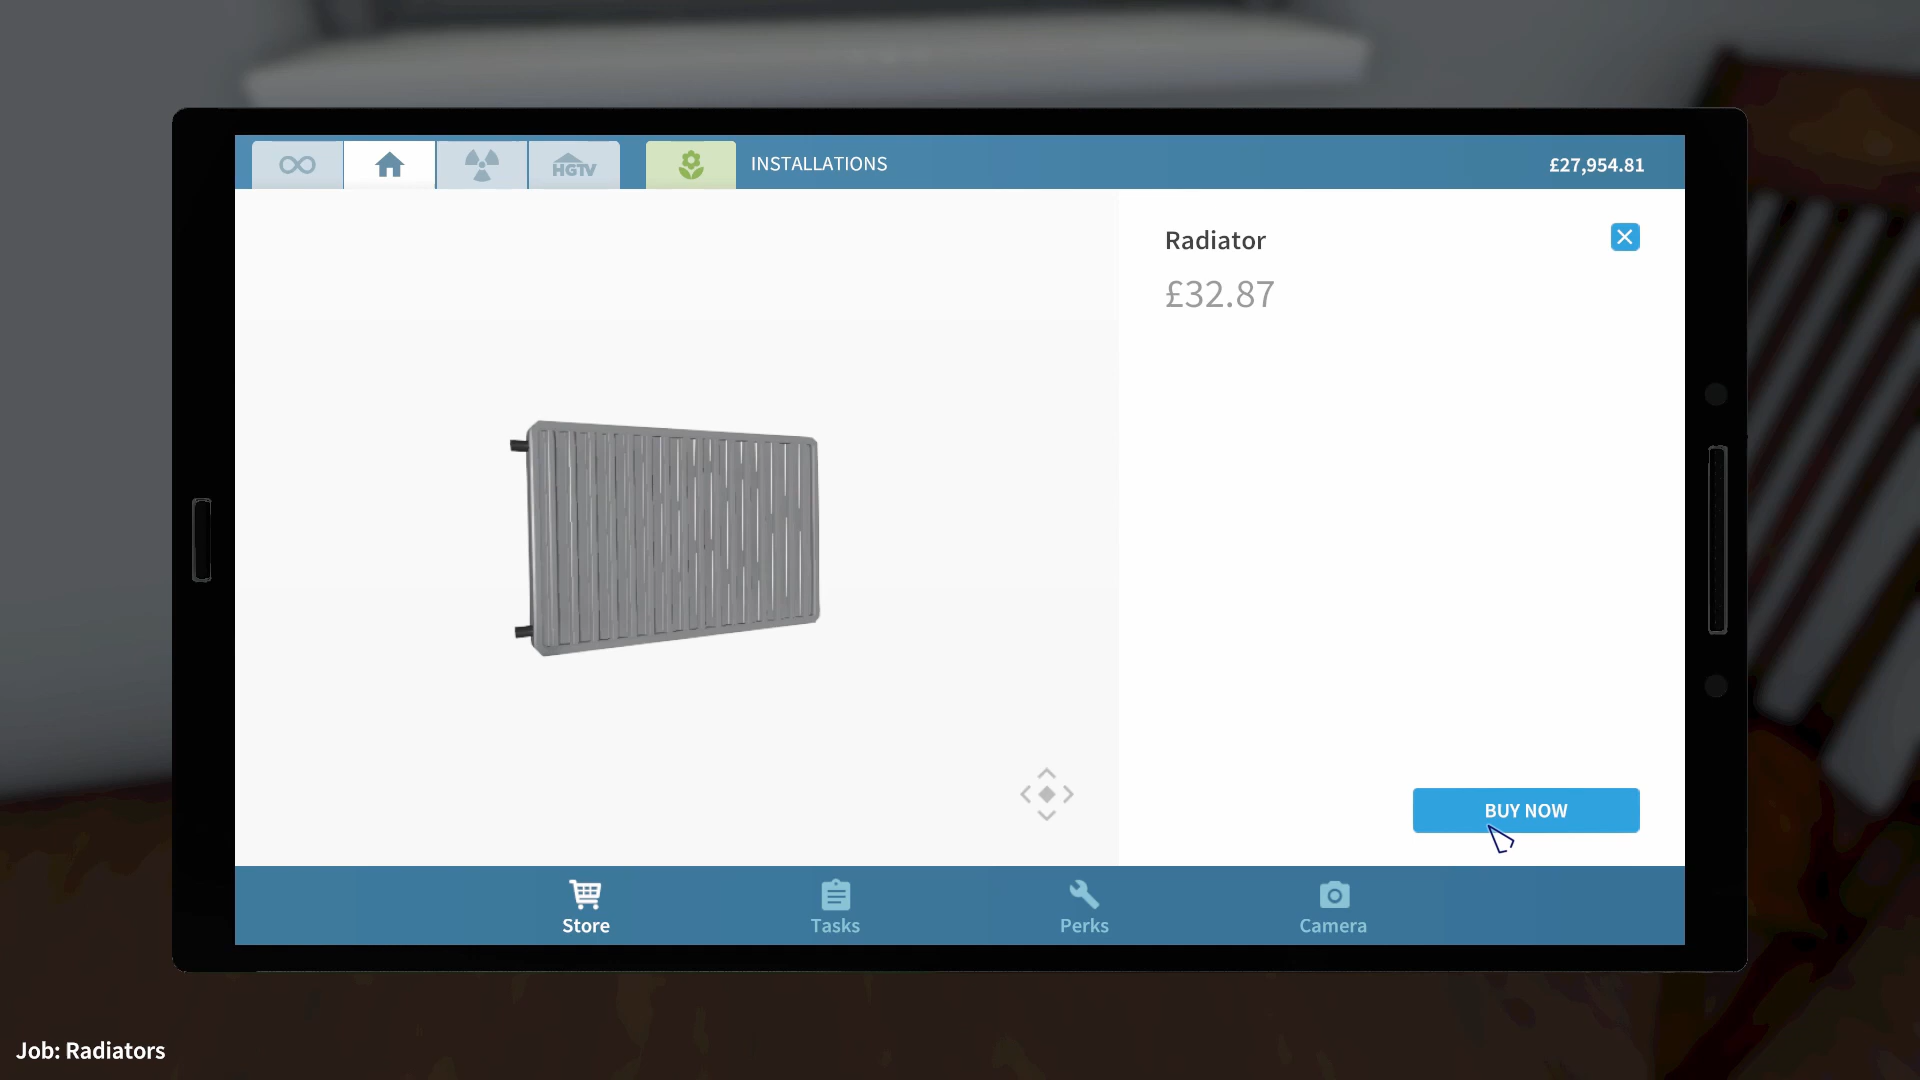 HGTV
INSTALLATIONS
£27,954.81
Radiator
£32.87
BUY NOW
Store
Tasks
Perks
Camera
Job: Radiators